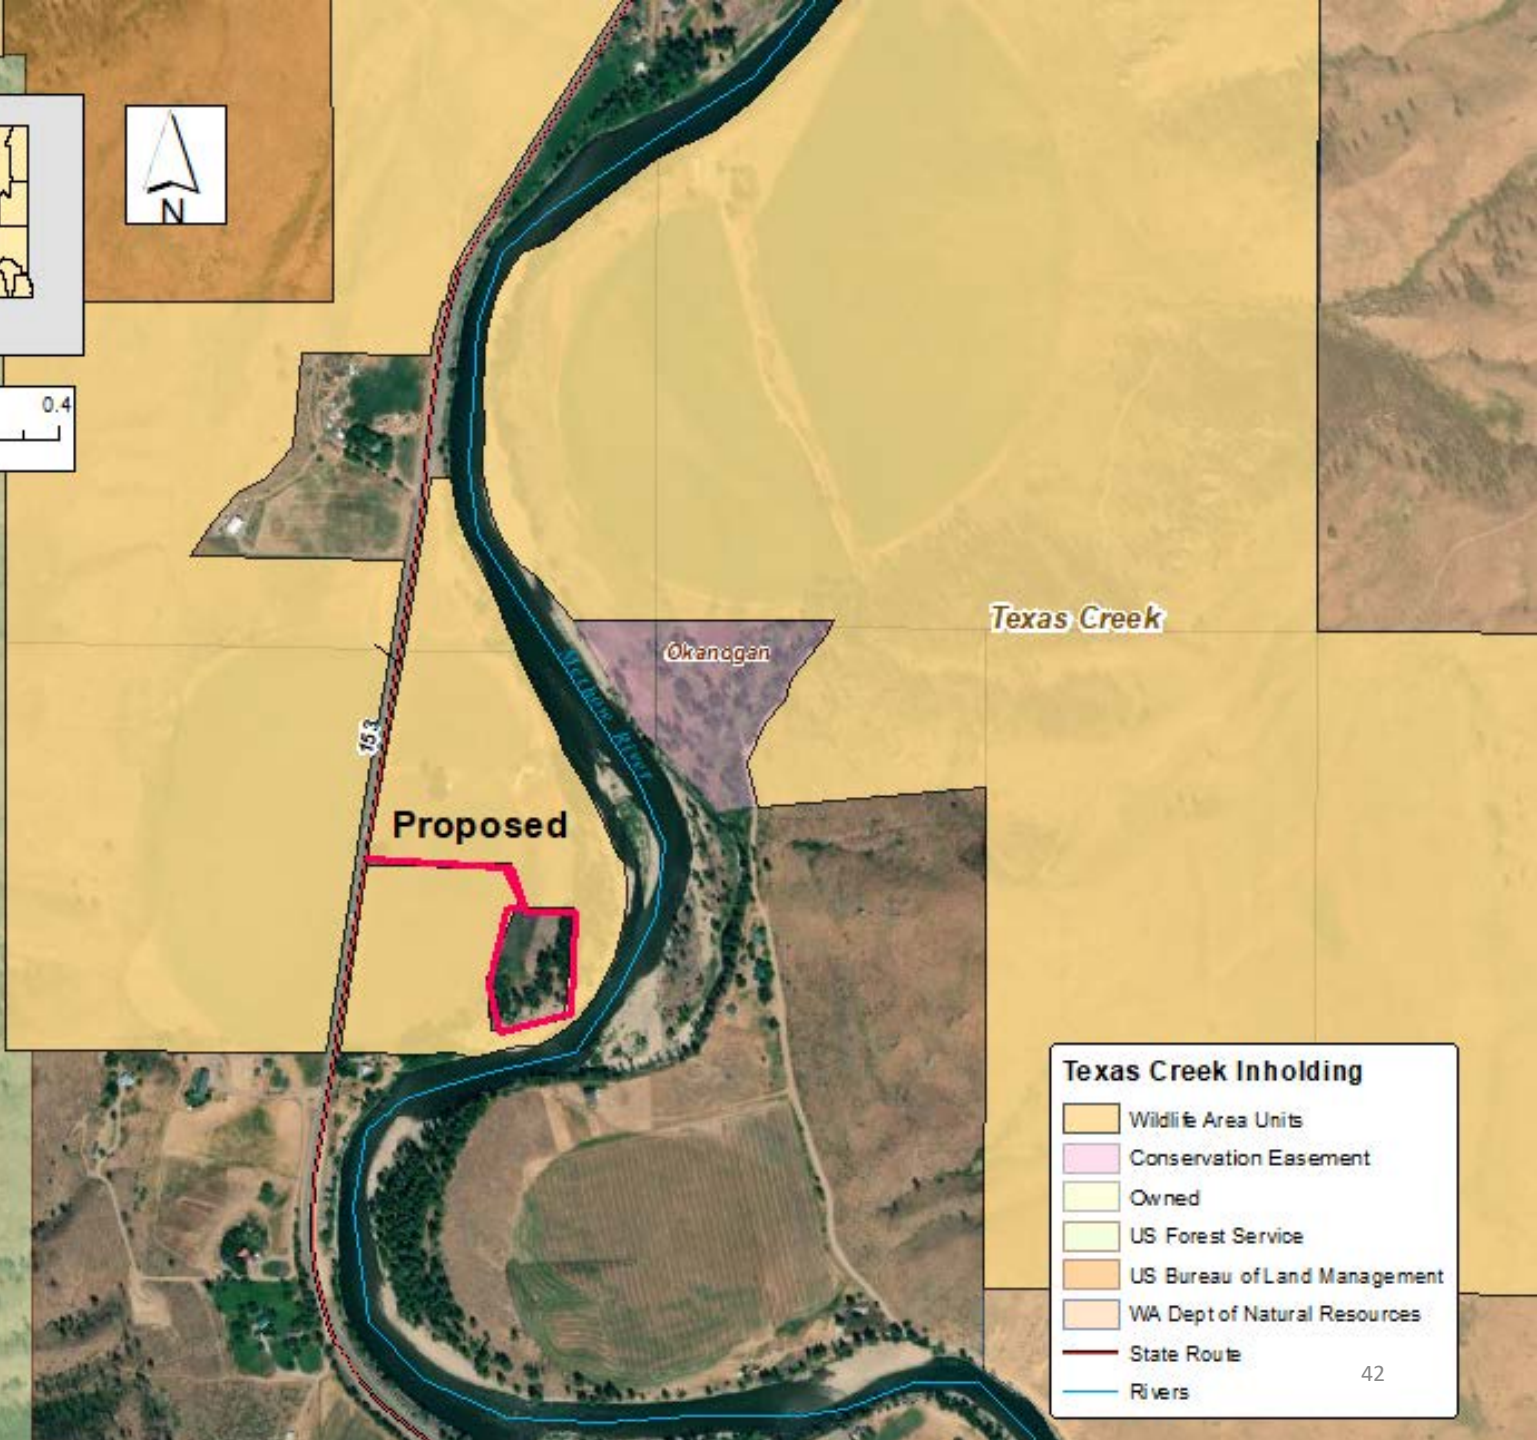 N
0.4
Texas Creek
Okanogan
Methow River
153
Proposed
Texas Creek Inholding
Wildlife Area Units
Conservation Easement
Owned
US Forest Service
US Bureau of Land Management
WA Dept of Natural Resources
State Route
Rivers
42